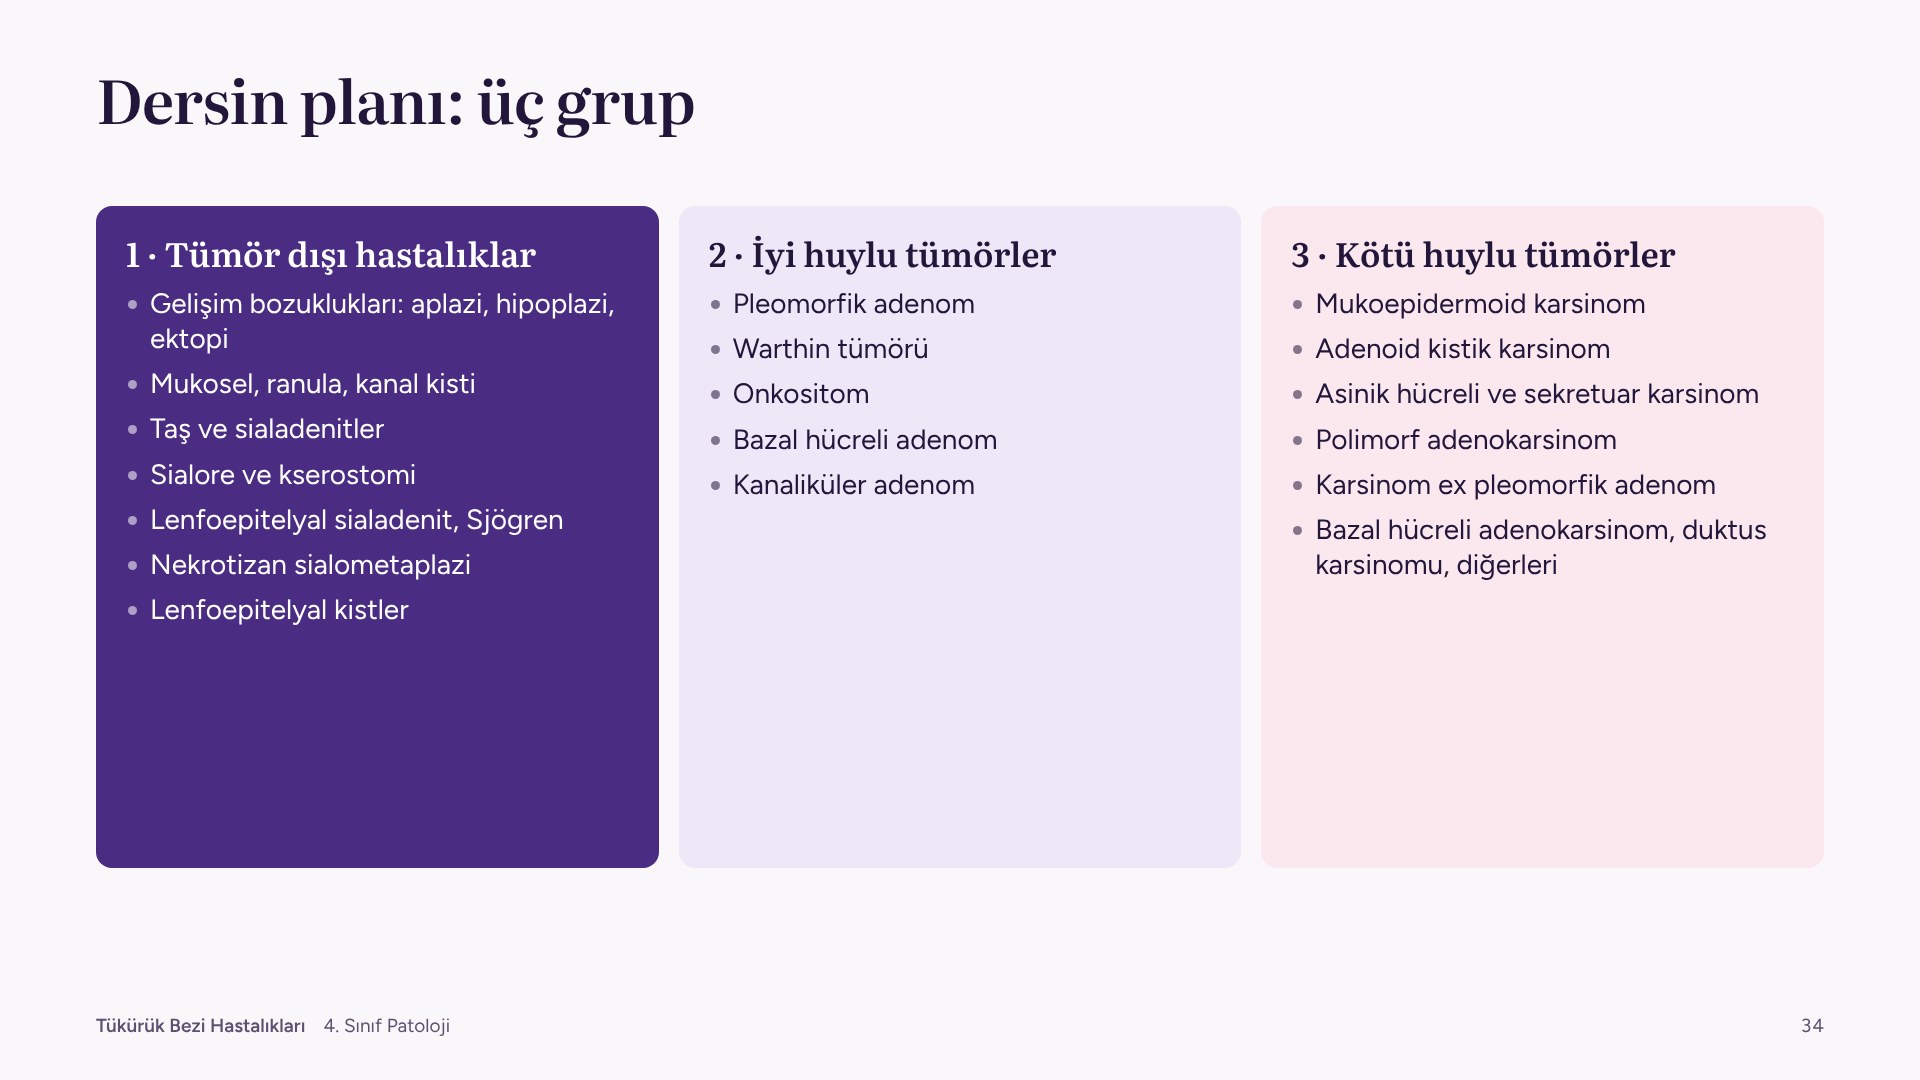 Dersin planı: üç grup
1 · Tümör dışı hastalıklar
• Gelişim bozuklukları: aplazi, hipoplazi,
ektopi
• Mukosel, ranula, kanal kisti
• Taş ve sialadenitler
• Sialore ve kserostomi
• Lenfoepitelyal sialadenit, Sjögren
• Nekrotizan sialometaplazi
• Lenfoepitelyal kistler
2 · İyi huylu tümörler
• Pleomorfik adenom
• Warthin tümörü
• Onkositom
• Bazal hücreli adenom
• Kanaliküler adenom
3 · Kötü huylu tümörler
• Mukoepidermoid karsinom
• Adenoid kistik karsinom
• Asinik hücreli ve sekretuar karsinom
• Polimorf adenokarsinom
• Karsinom ex pleomorfik adenom
• Bazal hücreli adenokarsinom, duktus
karsinomu, diğerleri
Tükürük Bezi Hastalıkları 4. Sınıf Patoloji
34